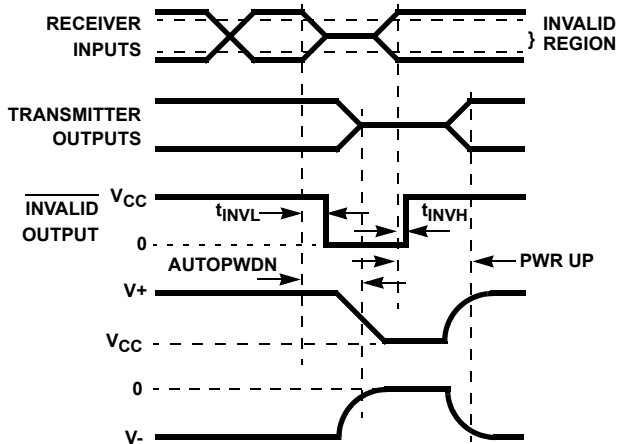 RECEIVER
INPUTS
} INVALID
REGION
TRANSMITTER
OUTPUTS
INVALID
OUTPUT
VCC
0
tINVL
tINVH
AUTOPWDN
PWR UP
V+
VCC
0
V-